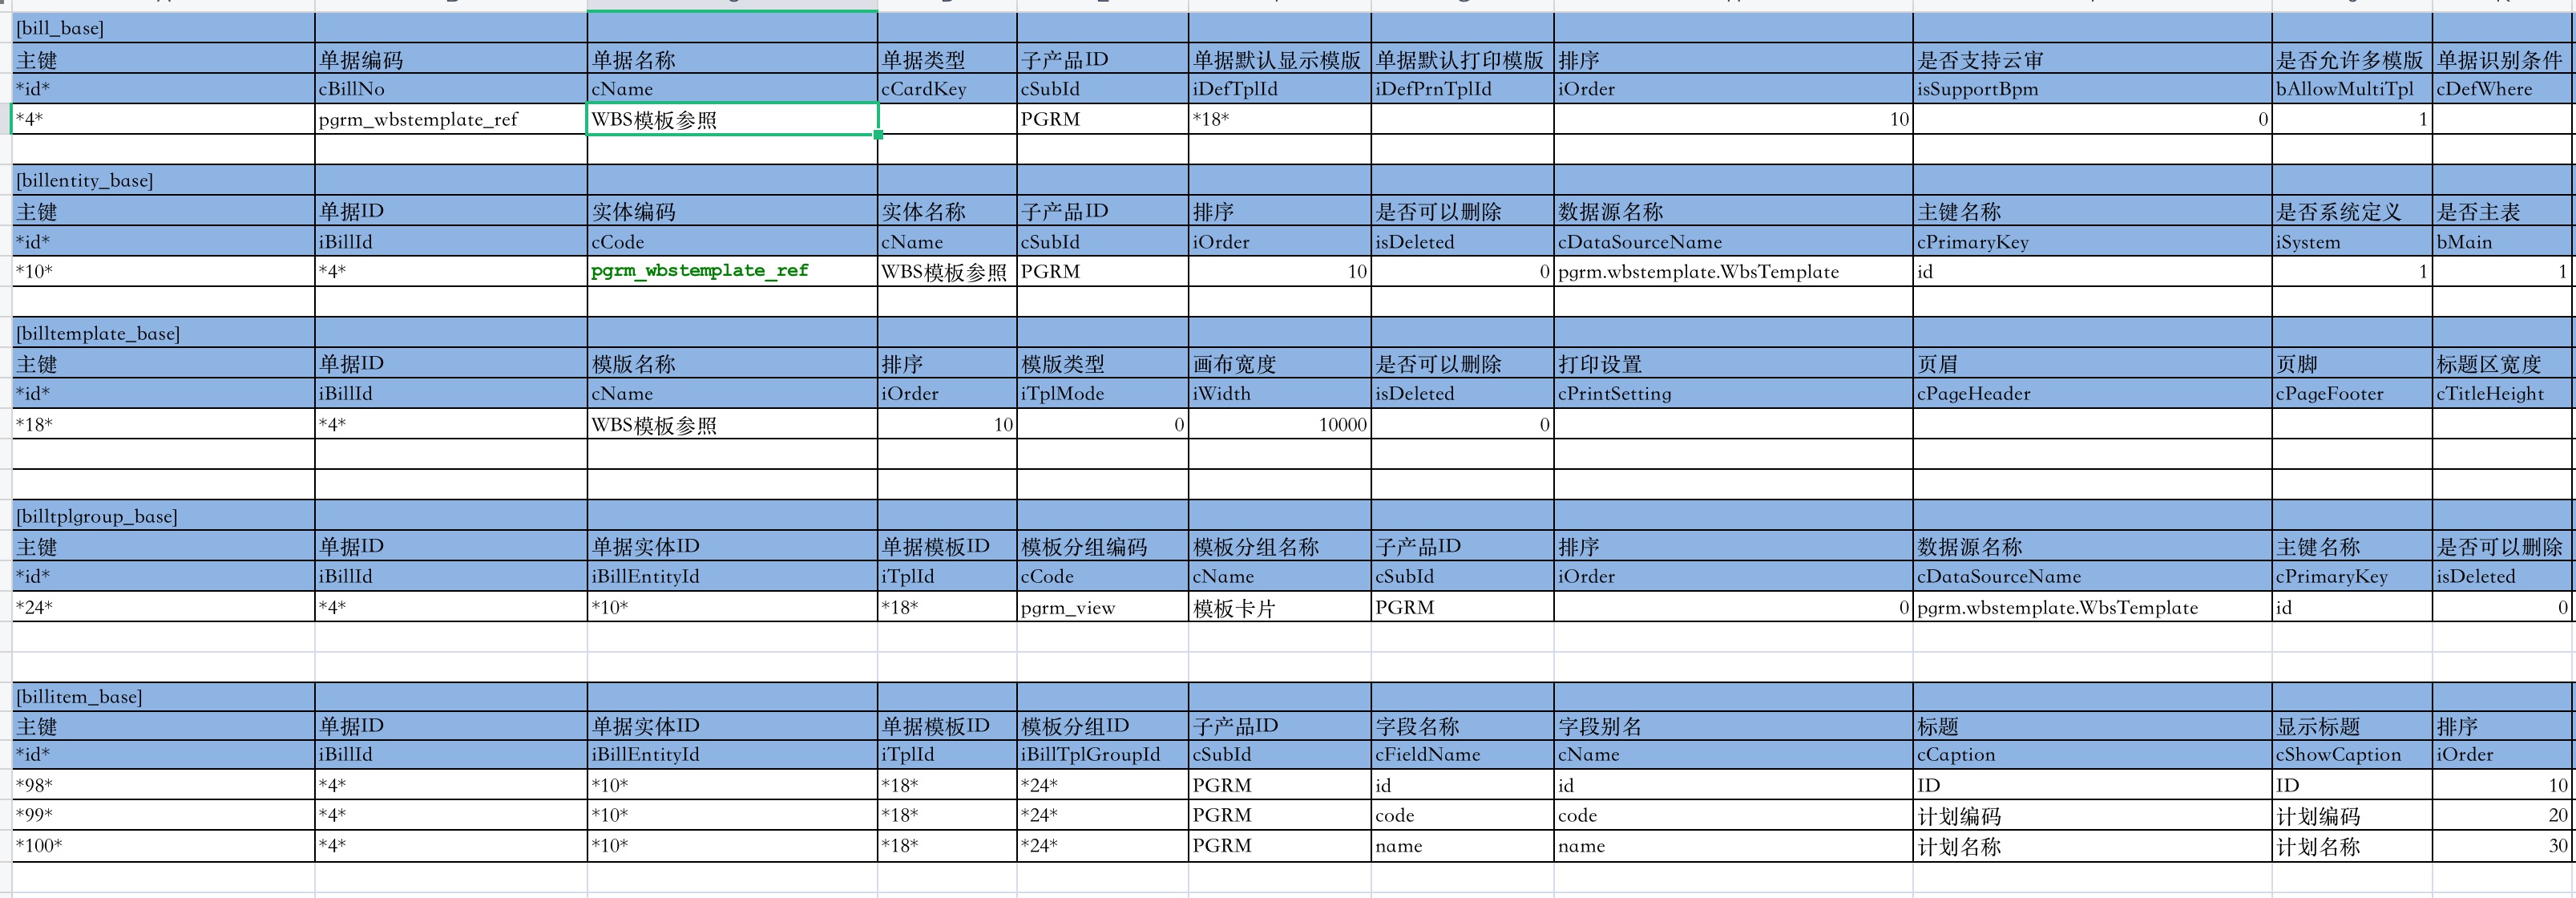 [bill_base]
主键 单据编码 单据名称 单据类型 子产品ID 单据默认显示模版 单据默认打印模版 排序 是否支持云审 是否允许多模版 单据识别条件
*id* cBillNo cName cCardKey cSubId iDefTplId iDefPrnTplId iOrder isSupportBpm bAllowMultiTpl cDefWhere
*4* pgrm_wbstemplate_ref WBS模板参照 PGRM *18* 10 0 1
[billentity_base]
主键 单据ID 实体编码 实体名称 子产品ID 排序 是否可以删除 数据源名称 主键名称 是否系统定义 是否主表
*id* iBillId cCode cName cSubId iOrder isDeleted cDataSourceName cPrimaryKey iSystem bMain
*10* *4* pgrm_wbstemplate_ref WBS模板参照 PGRM 10 0 pgrm.wbstemplate.WbsTemplate id 1 1
[billtemplate_base]
主键 单据ID 模版名称 排序 模版类型 画布宽度 是否可以删除 打印设置 页眉 页脚 标题区宽度
*id* iBillId cName iOrder iTplMode iWidth isDeleted cPrintSetting cPageHeader cPageFooter cTitleHeight
*18* *4* WBS模板参照 10 0 10000 0
[billtplgroup_base]
主键 单据ID 单据实体ID 单据模板ID 模板分组编码 模板分组名称 子产品ID 排序 数据源名称 主键名称 是否可以删除
*id* iBillId iBillEntityId iTplId cCode cName cSubId iOrder cDataSourceName cPrimaryKey isDeleted
*24* *4* *10* *18* pgrm_view 模板卡片 PGRM 0 pgrm.wbstemplate.WbsTemplate id 0
[billitem_base]
主键 单据ID 单据实体ID 单据模板ID 模板分组ID 子产品ID 字段名称 字段别名 标题 显示标题 排序
*id* iBillId iBillEntityId iTplId iBillTplGroupId cSubId cFieldName cName cCaption cShowCaption iOrder
*98* *4* *10* *18* *24* PGRM id id ID ID 10
*99* *4* *10* *18* *24* PGRM code code 计划编码 计划编码 20
*100* *4* *10* *18* *24* PGRM name name 计划名称 计划名称 30